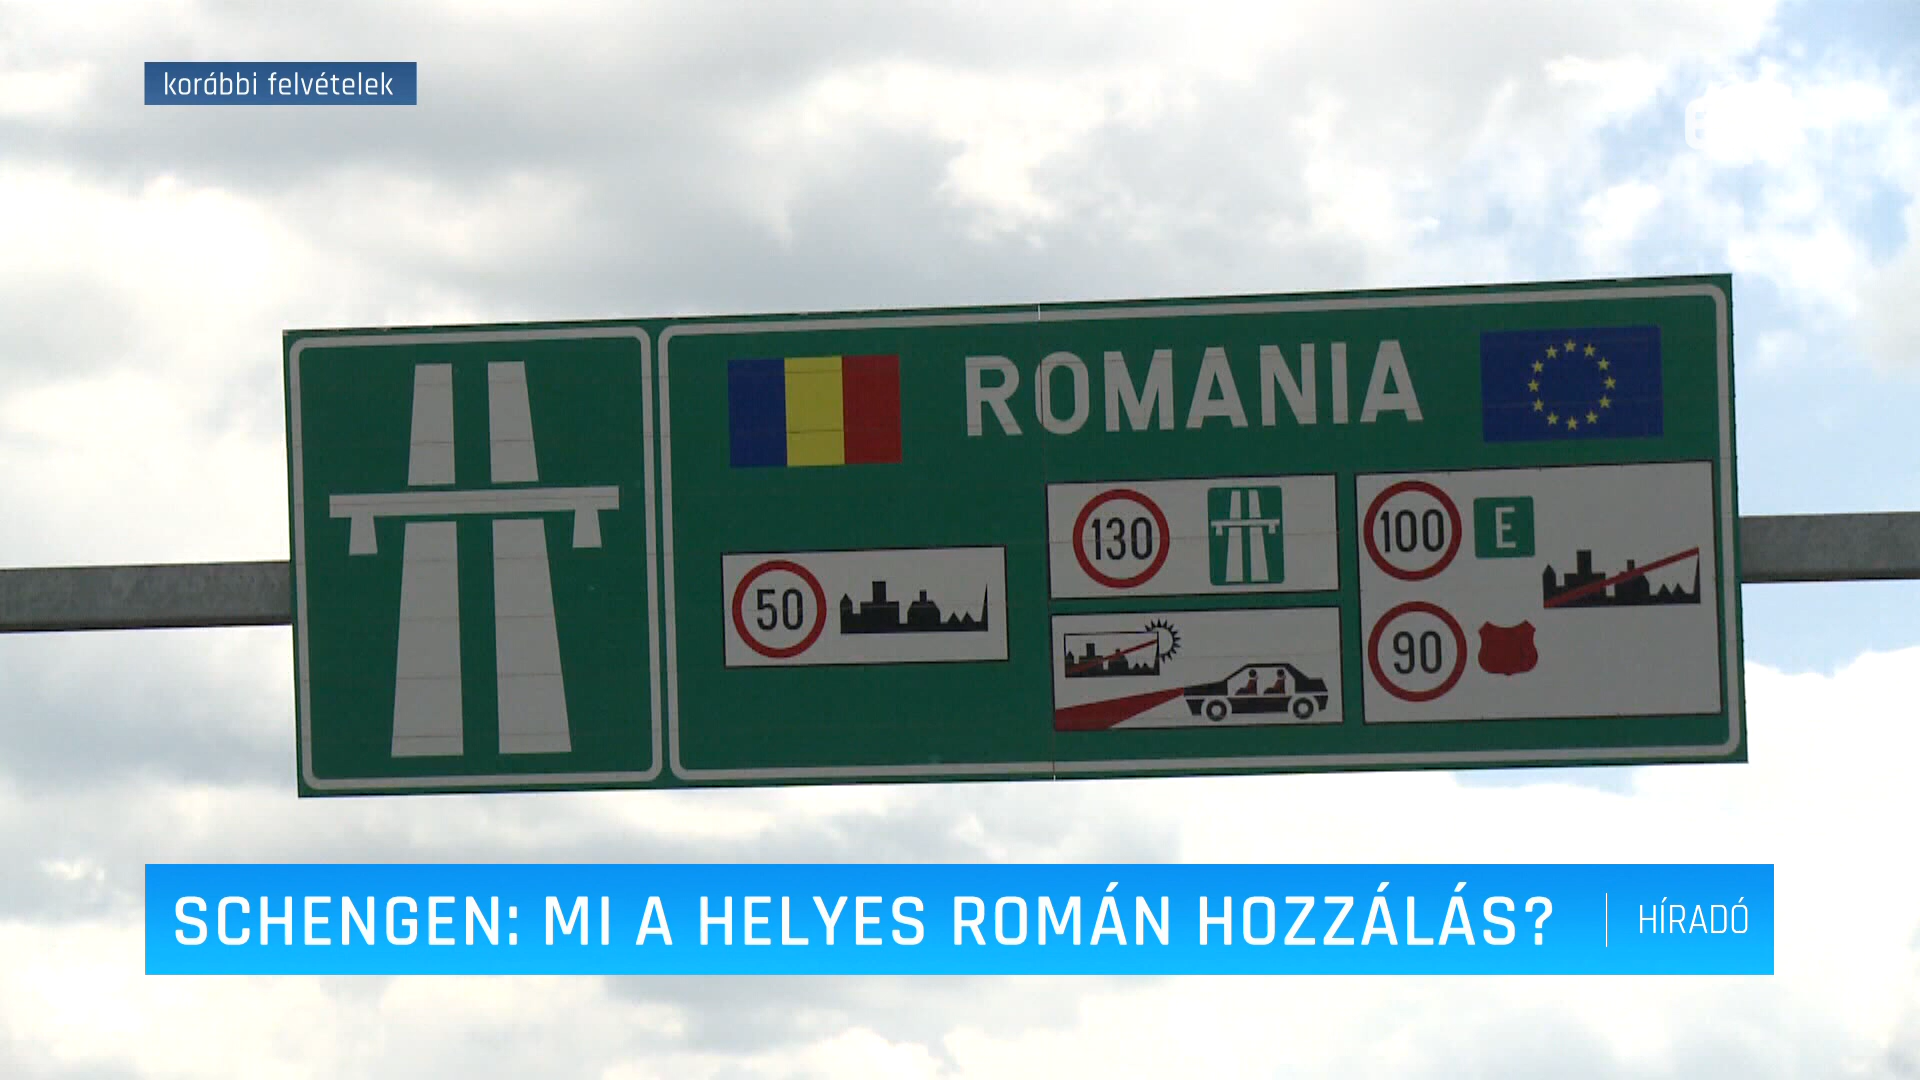 korábbi felvételek
ROMANIA
130
100 E
50
90
SCHENGEN: MI A HELYES ROMÁN HOZZÁLÁS?
HÍRADÓ